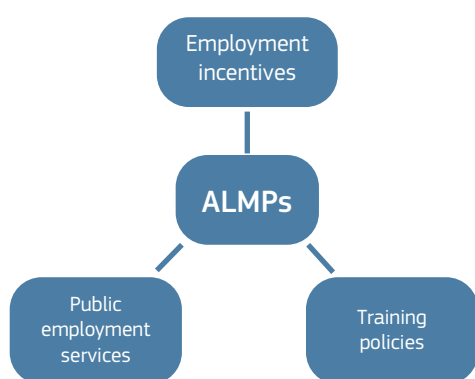 Employment
incentives
ALMPs
Public
employment
services
Training
policies